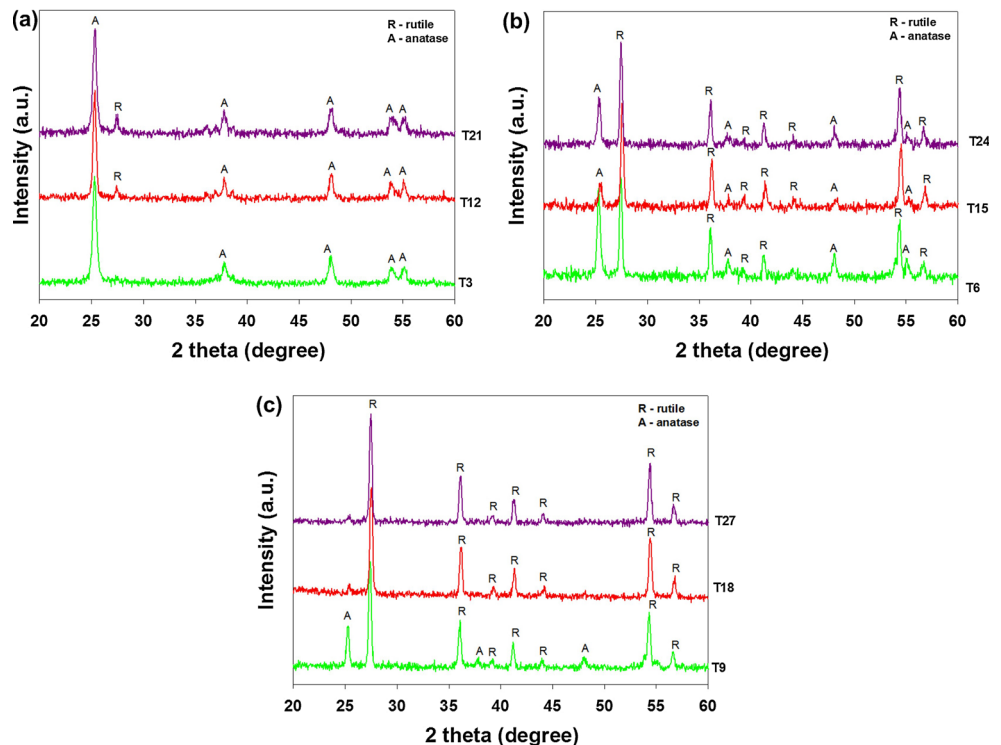 (a)
R - rutile
A - anatase
A
R
A
A
A A
T21
A
R
A
A
A A
T12
A
A
A A
T3
Intensity (a.u.)
20 25 30 35 40 45 50 55 60
2 theta (degree)
(b)
R - rutile
A - anatase
R
A
R
A
R
R
R
A
R
A
R
T24
A
R
A
R
R
R
A
A
R
T15
R
A
R
R
A
R
A
R
T6
Intensity (a.u.)
20 25 30 35 40 45 50 55 60
2 theta (degree)
(c)
R - rutile
A - anatase
R
R
R
R
R
R
R
T27
R
R
R
R
R
R
T18
A
R
A
R
R
R
A
R
R
T9
Intensity (a.u.)
20 25 30 35 40 45 50 55 60
2 theta (degree)